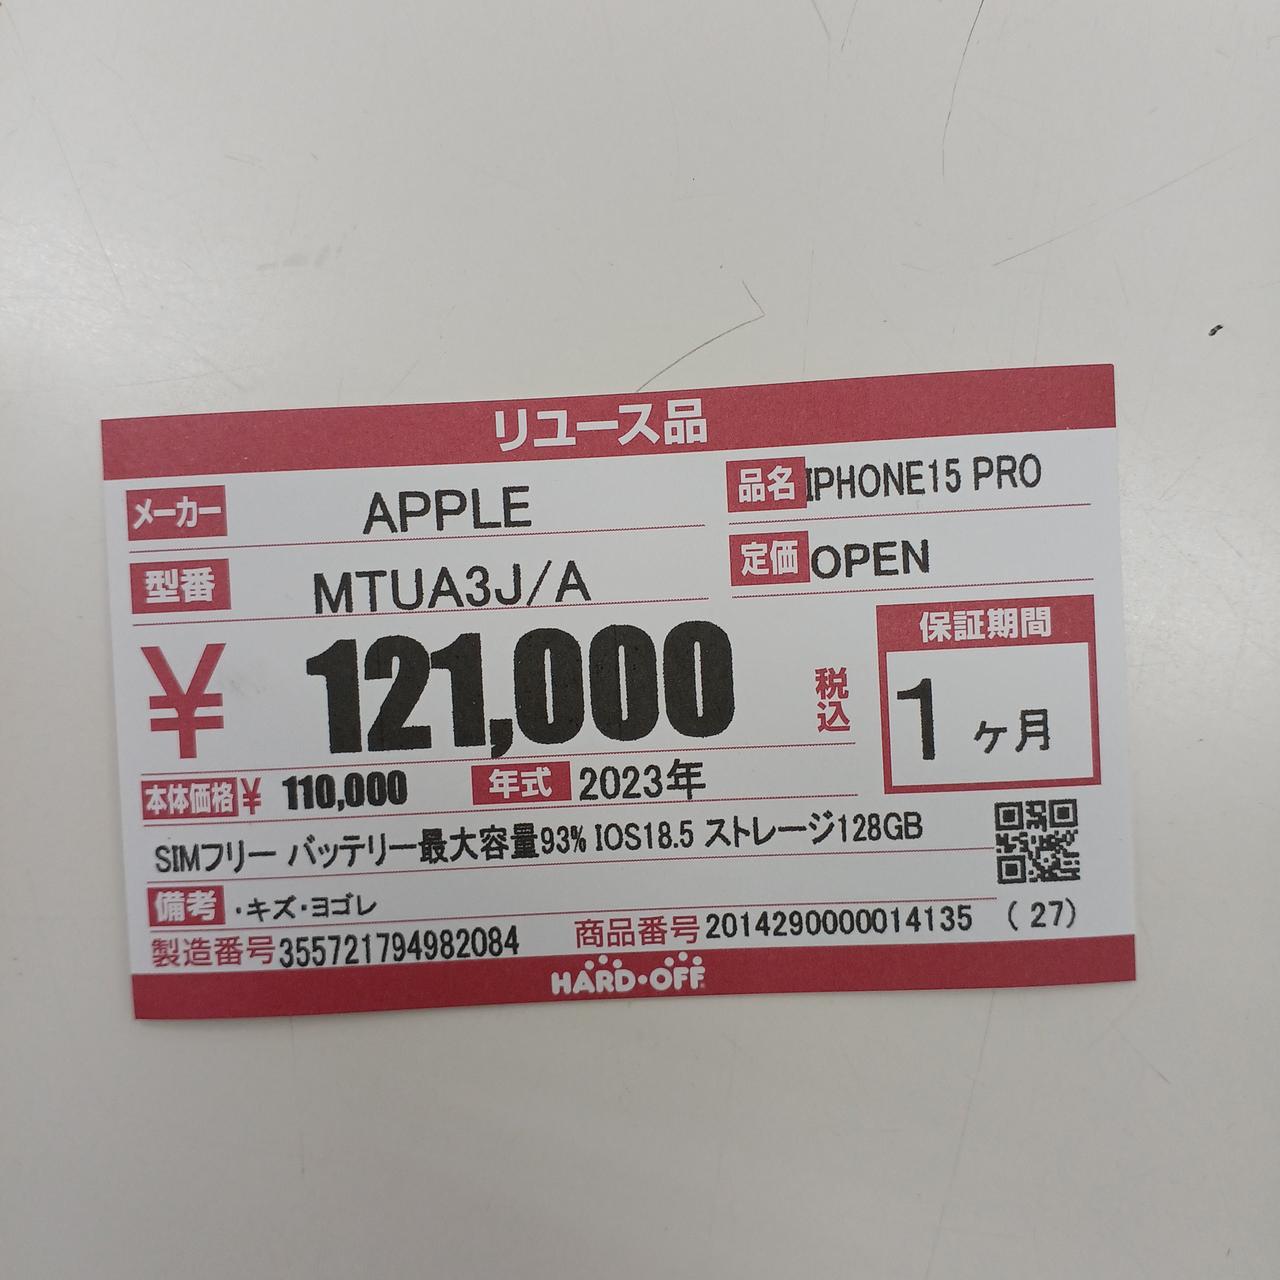 リユース品
メーカー APPLE
品名 IPHONE15 PRO
型番 MTUA3J/A
定価 OPEN
¥ 121,000 税込
保証期間
1 ヶ月
本体価格 ¥ 110,000 年式 2023年
SIMフリー バッテリー最大容量93% IOS18.5 ストレージ128GB
備考 ・キズ・ヨゴレ
製造番号 355721794982084 商品番号 2014290000014135 (27)
HARD・OFF